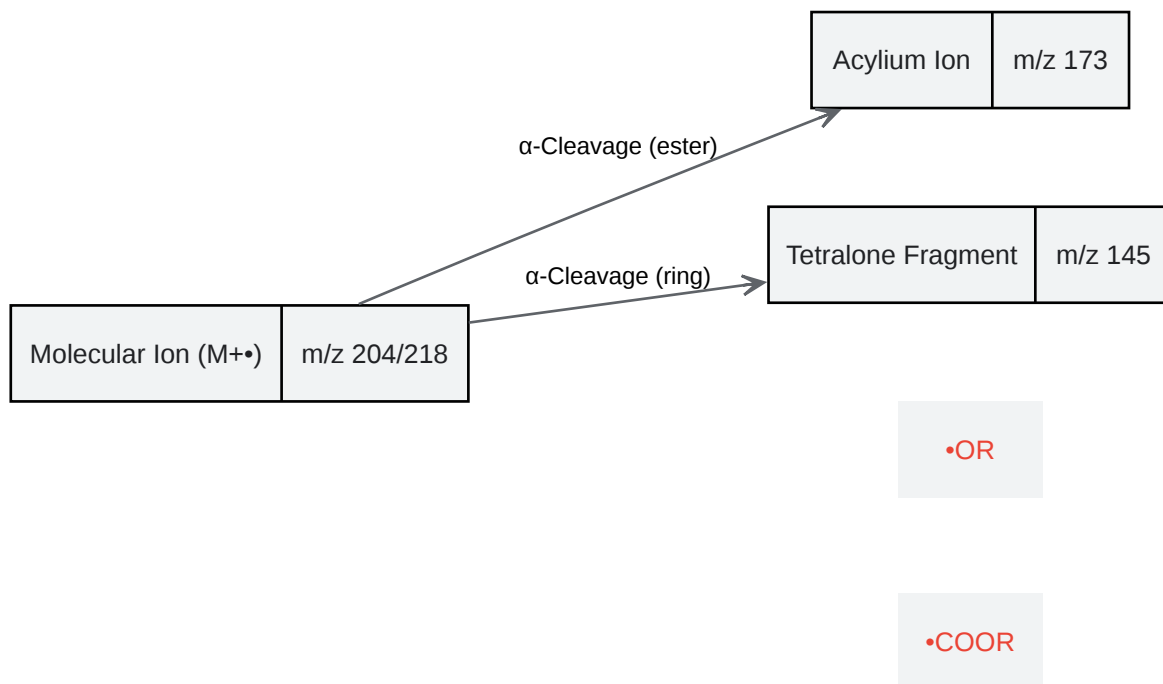 Acylium Ion
m/z 173
α-Cleavage (ester)
Tetralone Fragment
m/z 145
α-Cleavage (ring)
Molecular Ion (M+•)
m/z 204/218
•OR
•COOR